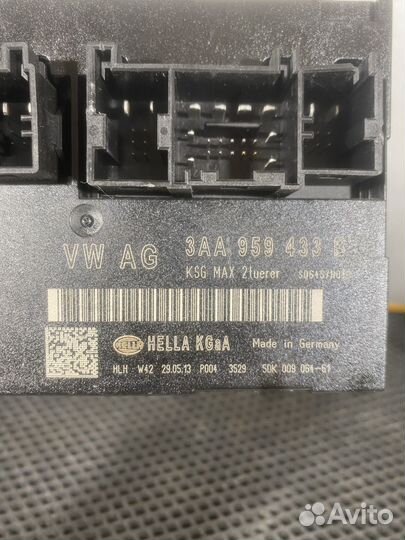 VW AG 3AA 959 433
KSG MAX 2tuerer
HELLA
HELLA KGaA Made in Germany
HLH W42 29.05.13 P004 3529 5DK 009 064-61
Avito